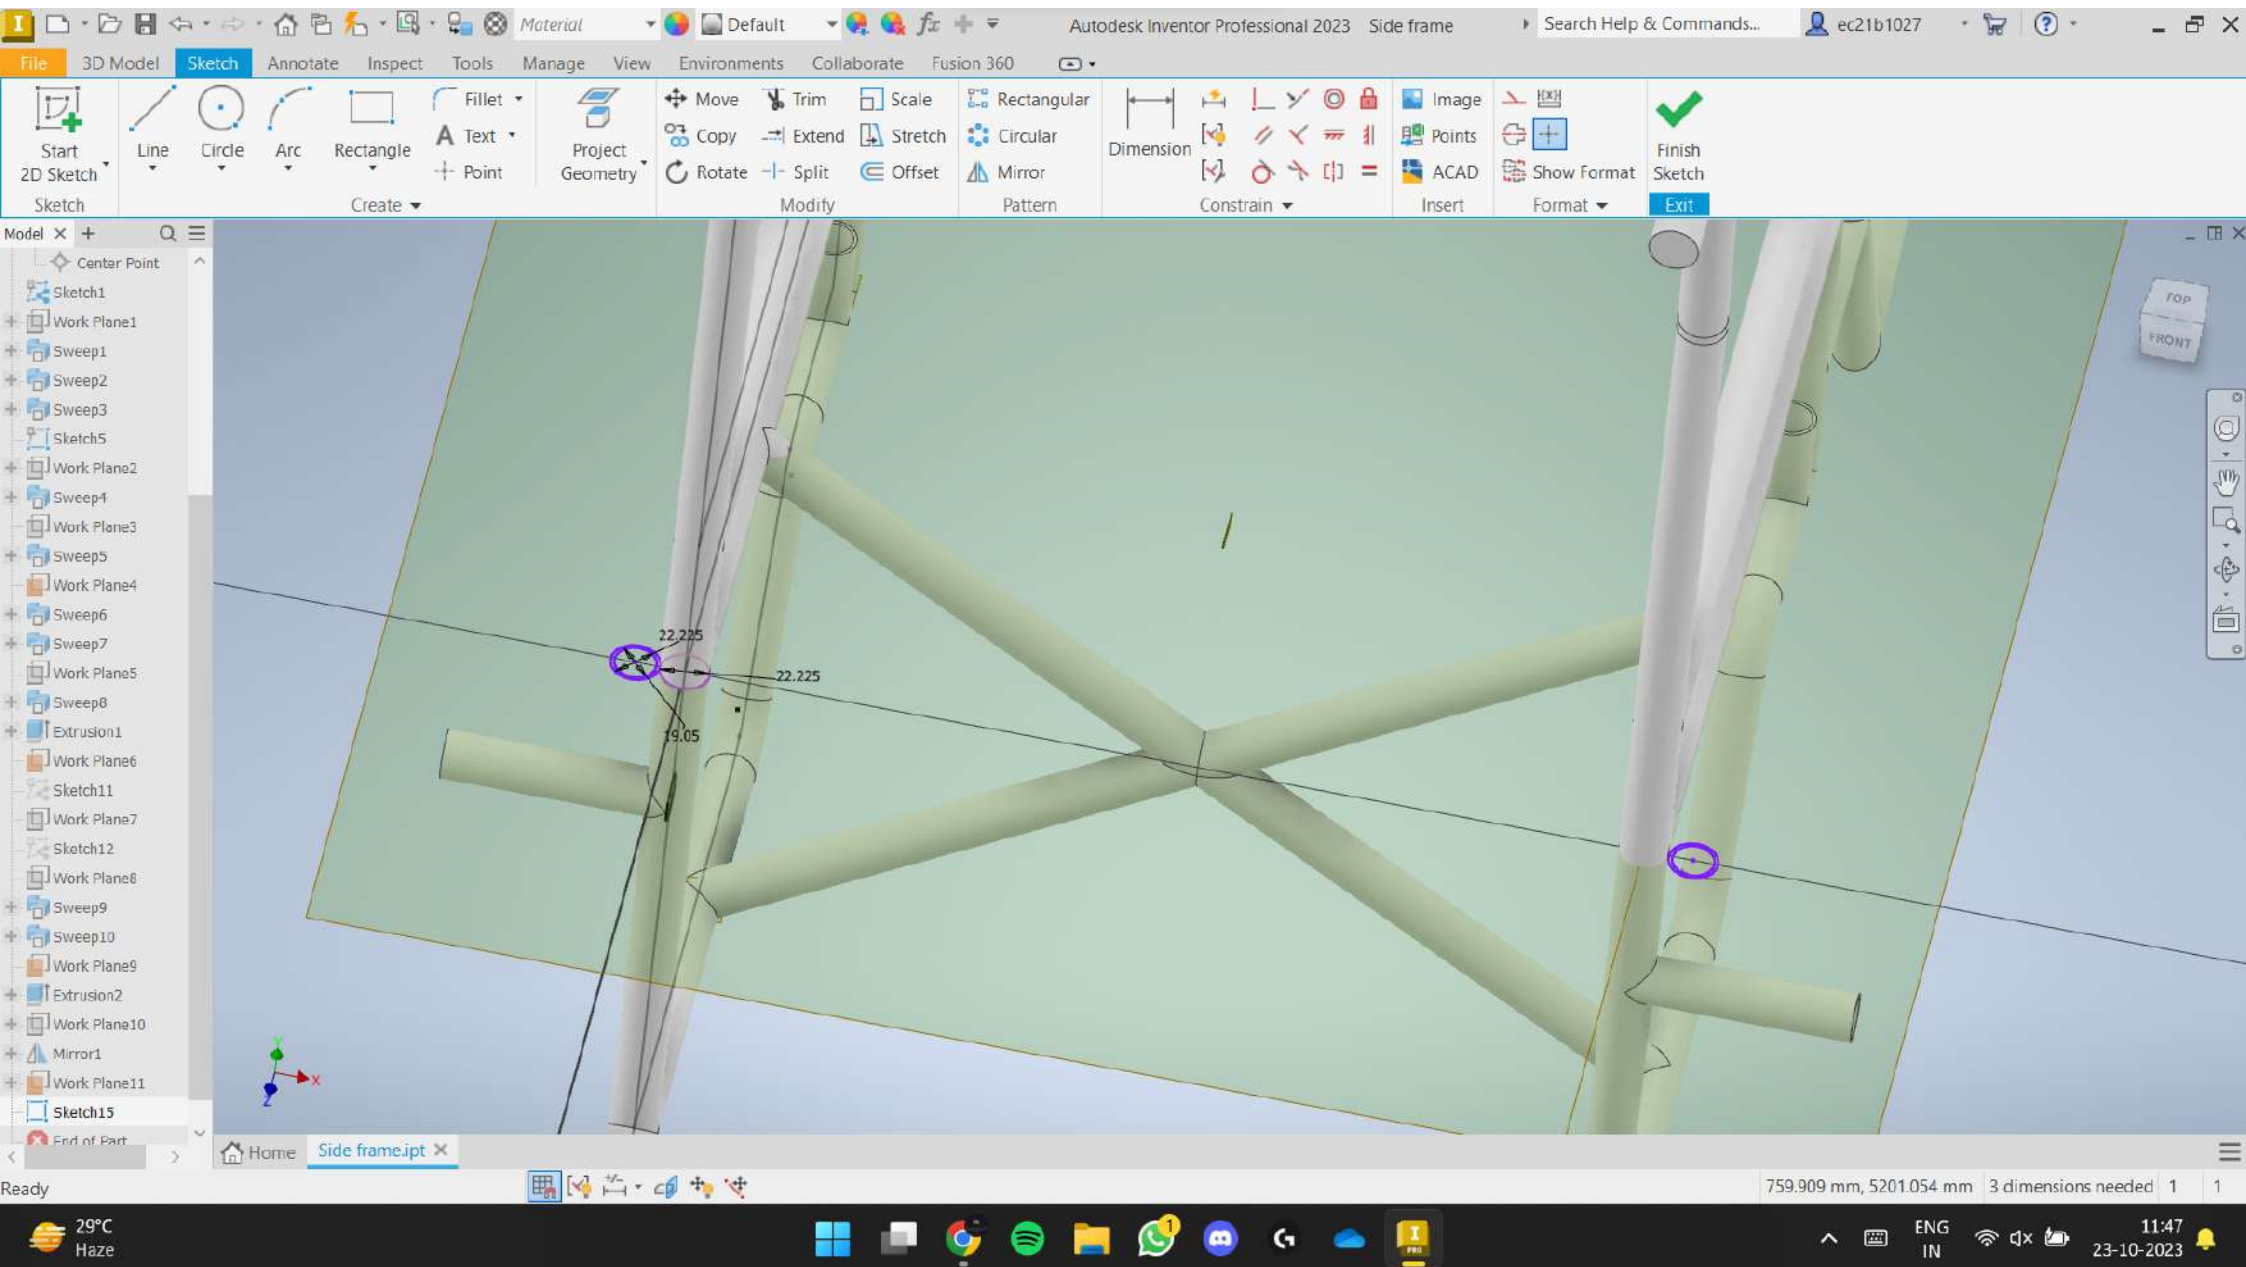 Material Default Autodesk Inventor Professional 2023 Side frame Search Help & Commands... ec21b1027
File 3D Model Sketch Annotate Inspect Tools Manage View Environments Collaborate Fusion 360
Start
2D Sketch
Line
Circle
Arc
Rectangle
Fillet
Text
Point
Project
Geometry
Move Trim Scale
Copy Extend Stretch
Rotate Split Offset
Rectangular
Circular
Mirror
Dimension
Image
Points
ACAD
Show Format
Finish
Sketch
Sketch Create Modify Pattern Constrain Insert Format Exit
Model
Center Point
Sketch1
Work Plane1
Sweep1
Sweep2
Sweep3
Sketch5
Work Plane2
Sweep4
Work Plane3
Sweep5
Work Plane4
Sweep6
Sweep7
Work Plane5
Sweep8
Extrusion1
Work Plane6
Sketch11
Work Plane7
Sketch12
Work Plane8
Sweep9
Sweep10
Work Plane9
Extrusion2
Work Plane10
Mirror1
Work Plane11
Sketch15
End of Part
22.225
22.225
19.05
TOP
FRONT
Y
X
Z
Home Side frame.ipt
Ready 759.909 mm, 5201.054 mm 3 dimensions needed 1 1
29°C
Haze
1
I
PRO
ENG
IN
11:47
23-10-2023